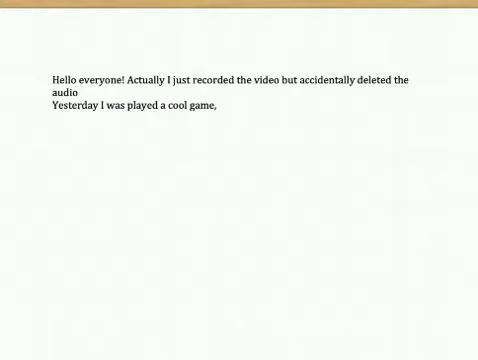 Hello everyone! Actually I just recorded the video but accidentally deleted the
audio
Yesterday I was played a cool game,